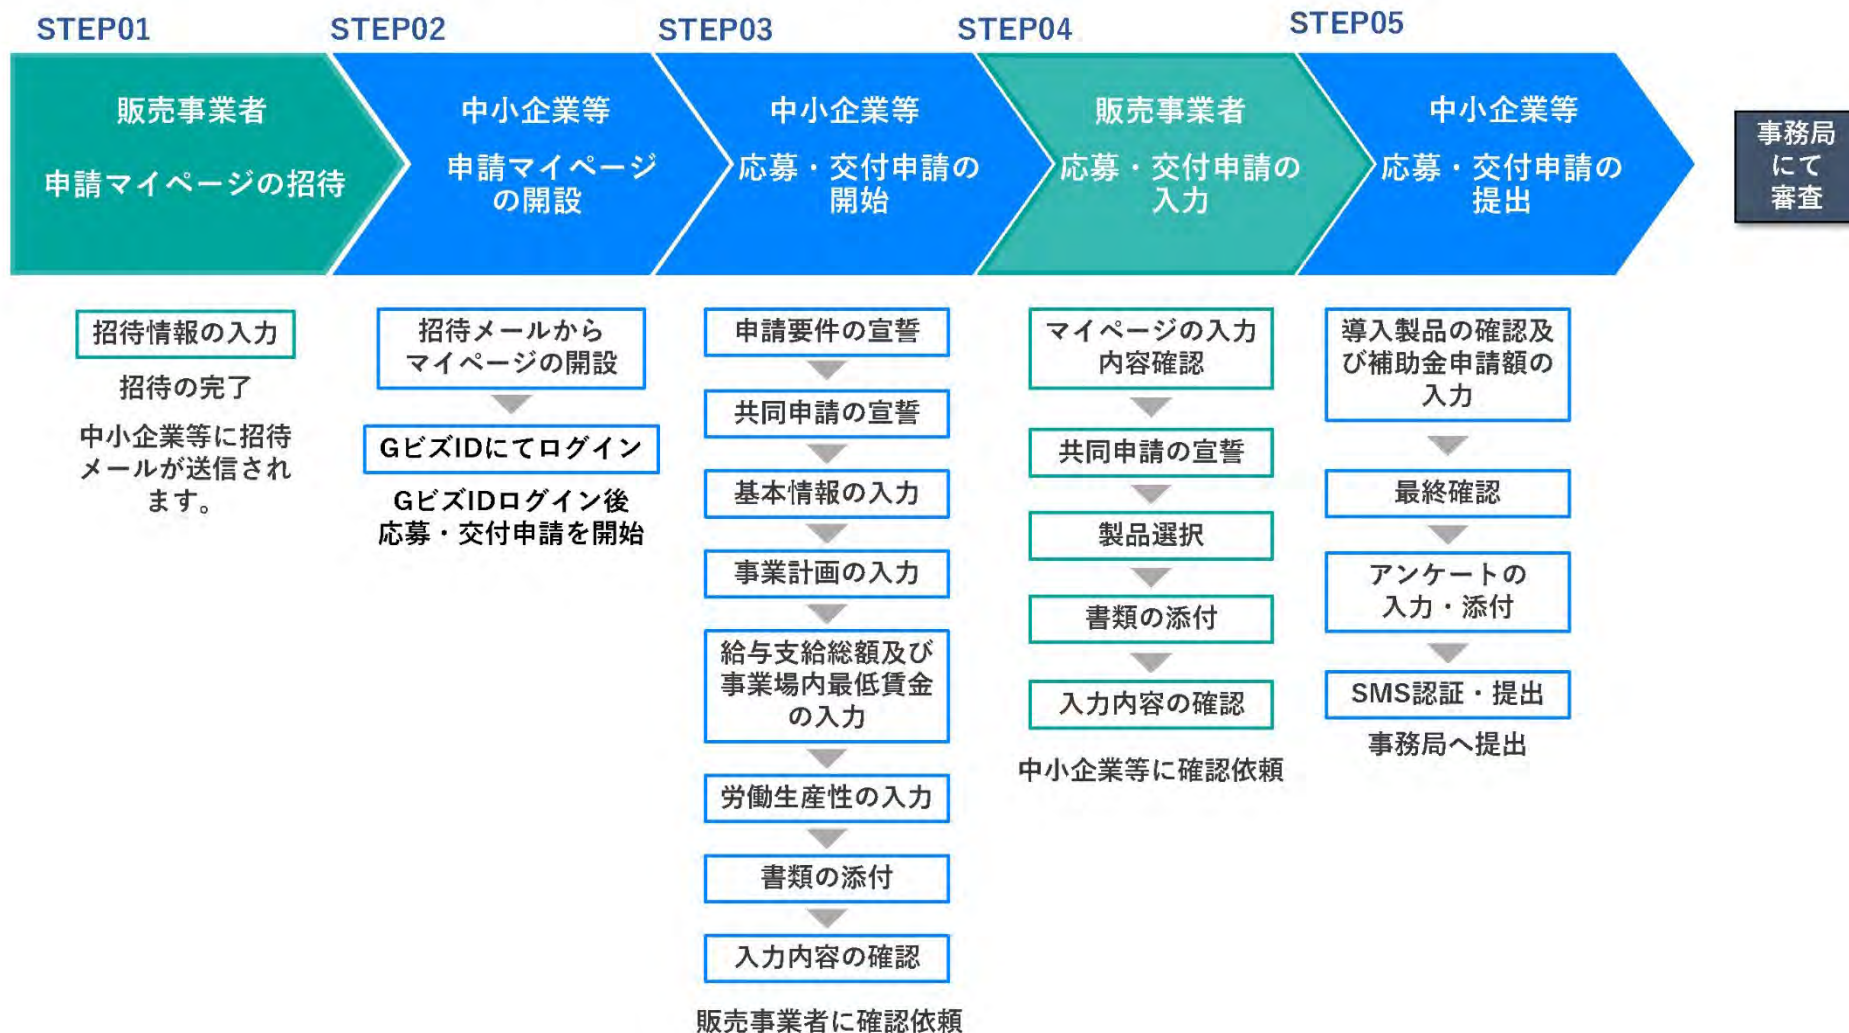 STEP01
販売事業者
申請マイページの招待
招待情報の入力
招待の完了
中小企業等に招待
メールが送信され
ます。
STEP02
中小企業等
申請マイページ
の開設
招待メールから
マイページの開設
GビズIDにてログイン
GビズIDログイン後
応募・交付申請を開始
STEP03
中小企業等
応募・交付申請の
開始
申請要件の宣誓
共同申請の宣誓
基本情報の入力
事業計画の入力
給与支給総額及び
事業場内最低賃金
の入力
労働生産性の入力
書類の添付
入力内容の確認
販売事業者に確認依頼
STEP04
販売事業者
応募・交付申請の
入力
マイページの入力
内容確認
共同申請の宣誓
製品選択
書類の添付
入力内容の確認
中小企業等に確認依頼
STEP05
中小企業等
応募・交付申請の
提出
導入製品の確認及
び補助金申請額の
入力
最終確認
アンケートの
入力・添付
SMS認証・提出
事務局へ提出
事務局
にて
審査